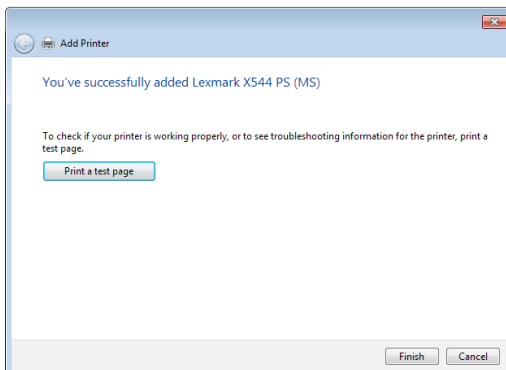 Add Printer
You've successfully added Lexmark X544 PS (MS)
To check if your printer is working properly, or to see troubleshooting information for the printer, print a
test page.
Print a test page
Finish
Cancel